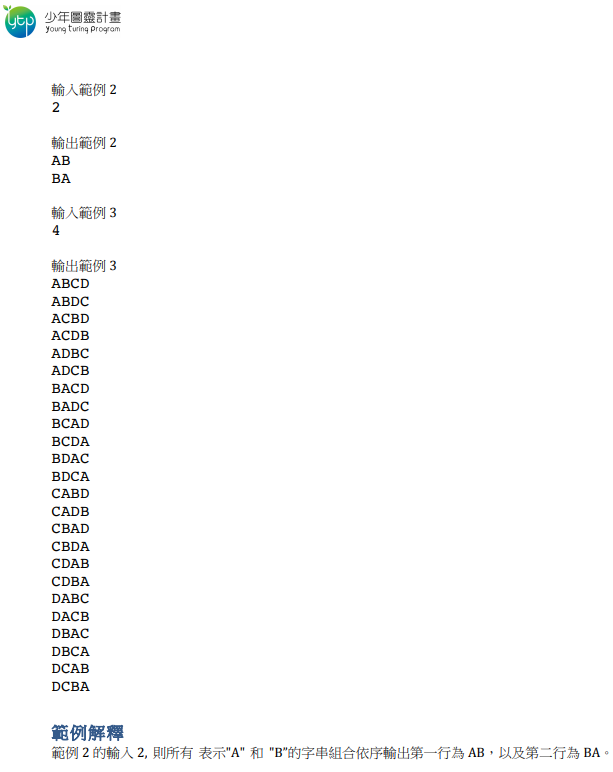 ytp 少年圖靈計畫
Young Turing Program
輸入範例 2
2
輸出範例 2
AB
BA
輸入範例 3
4
輸出範例 3
ABCD
ABDC
ACBD
ACDB
ADBC
ADCB
BACD
BADC
BCAD
BCDA
BDAC
BDCA
CABD
CADB
CBAD
CBDA
CDAB
CDBA
DABC
DACB
DBAC
DBCA
DCAB
DCBA
範例解釋
範例 2 的輸入 2, 則所有 表示"A" 和 "B"的字串組合依序輸出第一行為 AB，以及第二行為 BA。